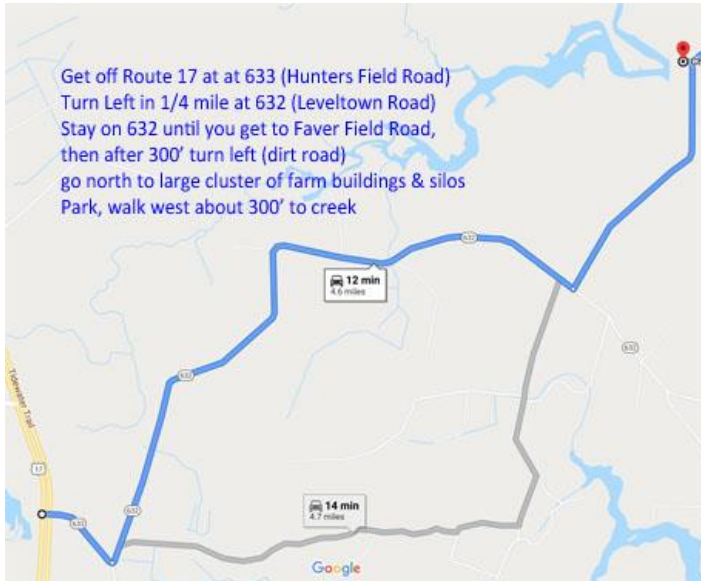 Get off Route 17 at at 633 (Hunters Field Road)
Turn Left in 1/4 mile at 632 (Leveltown Road)
Stay on 632 until you get to Faver Field Road,
then after 300' turn left (dirt road)
go north to large cluster of farm buildings & silos
Park, walk west about 300' to creek
632
12 min
4.6 miles
632
632
Tidewater Trail
17
632
14 min
4.7 miles
Google